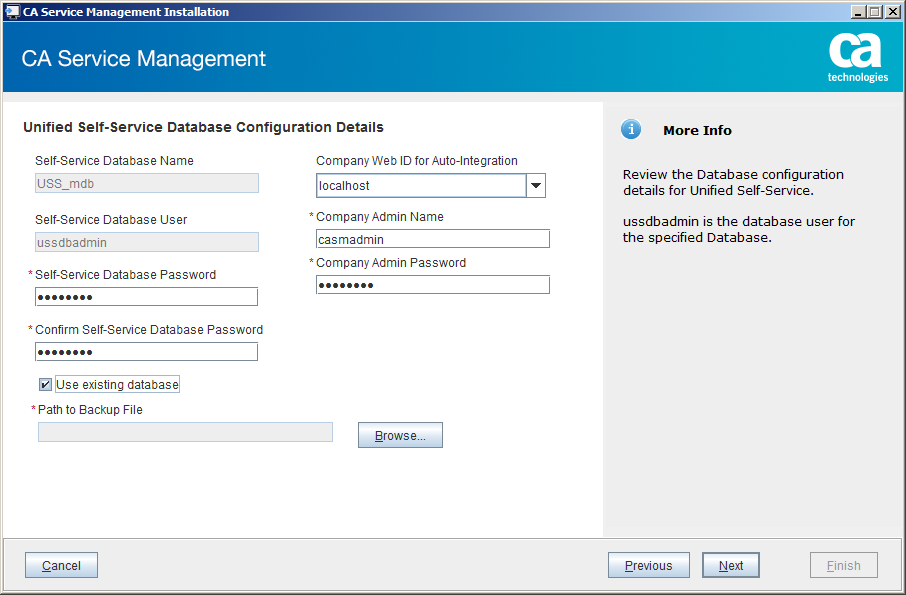 CA Service Management Installation
CA Service Management
ca
technologies
Unified Self-Service Database Configuration Details
Self-Service Database Name
USS_mdb
Self-Service Database User
ussdbadmin
* Self-Service Database Password
••••••••
* Confirm Self-Service Database Password
••••••••
Use existing database
* Path to Backup File
Browse...
Company Web ID for Auto-Integration
localhost
* Company Admin Name
casmadmin
* Company Admin Password
••••••••
More Info
Review the Database configuration
details for Unified Self-Service.
ussdbadmin is the database user for
the specified Database.
Cancel
Previous
Next
Finish